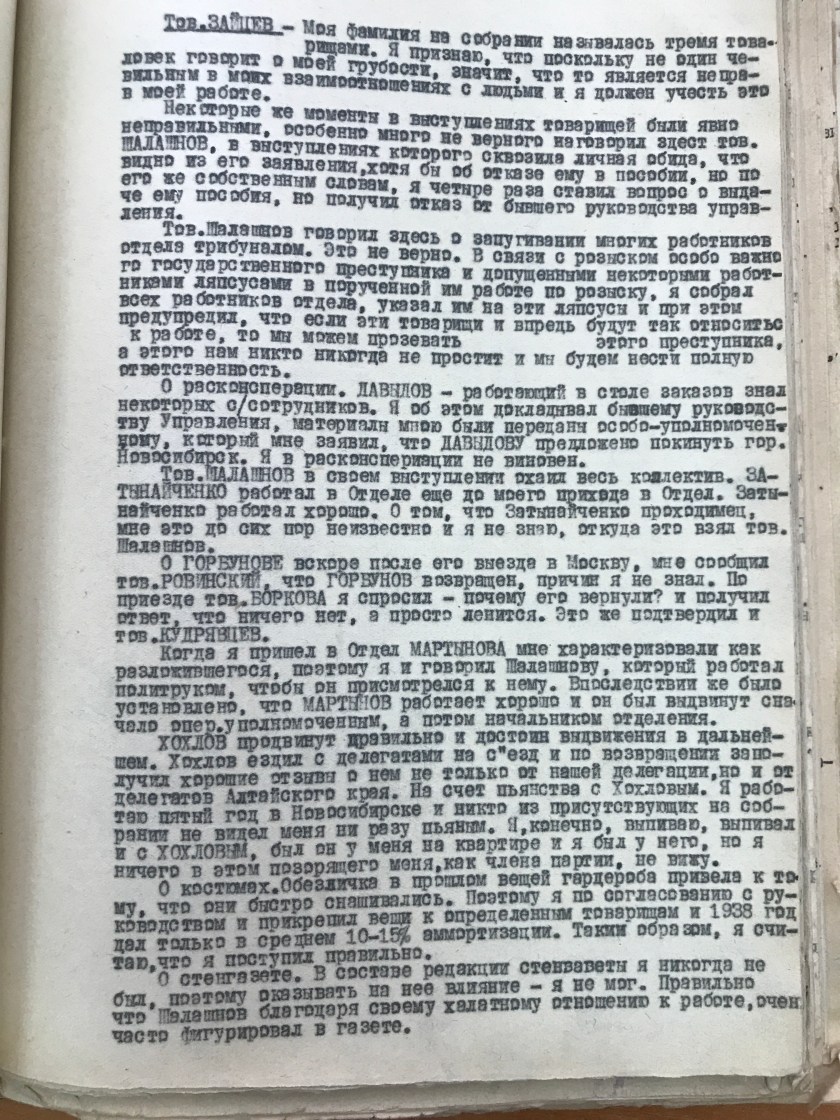 Тов.ЗАЙЦЕВ – Моя фамилия на собрании называлась тремя това-
рищами. Я признаю, что поскольку не один че-
ловек говорит о моей грубости, значит, что то является непра-
вильным в моих взаимоотношениях с людьми и я должен учесть это
в моей работе.
Некоторые же моменты в выступлениях товарищей были явно
неправильными, особенно много не верного наговорил здест тов.
ШАЛАШНОВ, в выступлениях которого сквозила личная обида, что
видно из его заявления,хотя бы об отказе ему в пособии, но по
его же собственным словам, я четыре раза ставил вопрос о выда-
че ему пособия, но получил отказ от бывшего руководства управ-
ления.
Тов.Шалашнов говорил здесь о запугивании многих работников
отдела трибуналом. Это не верно. В связи с розыском особо важно
го государственного преступника и допущенными некоторыми работ-
никами ляпсусами в порученной им работе по розыску, я собрал
всех работников отдела, указал им на эти ляпсусы и при этом
предупредил, что если эти товарищи и впредь будут так относитьс
к работе, то мы можем прозевать этого преступника,
а этого нам никто никогда не простит и мы будем нести полную
ответственность.
О расконсперации. ДАВЫДОВ – работающий в столе заказов знал
некоторых с/сотрудников. Я об этом докладывал бывшему руководс-
тву Управления, материалы мною были переданы особо-уполномочен
ному, который мне заявил, что ДАВЫДОВУ предложено покинуть гор.
Новосибирск. Я в расконспериации не виновен.
Тов.ШАЛАШНОВ в своем выступлении охаил весь коллектив. ЗА-
ТЫНАЙЧЕНКО работал в Отделе еще до моего прихода в Отдел. Заты-
найченко работал хорошо. О том, что Затынайченко проходимец,
мне это до сих пор неизвестно и я не знаю, откуда это взял тов.
Шалашнов.
О ГОРБУНОВЕ вскоре после его выезда в Москву, мне сообщил
тов.РОВИНСКИЙ, что ГОРБУНОВ возвращен, причин я не знал. По
приезде тов.БОРКОВА я спросил – почему его вернули? и получил
ответ, что ничего нет, а просто ленится. Это же подтвердил и
тов.КУДРЯВЦЕВ.
Когда я пришел в Отдел МАРТЫНОВА мне характеризовали как
разложившегося, поэтому я и говорил Шалашнову, который работал
политруком, чтобы он присмотрелся к нему. Впоследствии же было
установлено, что МАРТЫНОВ работает хорошо и он был выдвинут сна-
чало опер.уполномоченным, а потом начальником отделения.
ХОХЛОВ продвинут правильно и достоин выдвижения в дальней-
шем. Хохлов ездил с делегатами на с"езд и по возвращении запо-
лучил хорошие отзывы о нем не только от нашей делегации,но и от
делегатов Алтайского края. На счет пьянства с Хохловым. Я рабо-
таю пятый год в Новосибирске и никто из присутствующих на соб-
рании не видел меня ни разу пьяным. Я,конечно, выпиваю, выпивал
и с ХОХЛОВЫМ, был он у меня на квартире и я был у него, но я
ничего в этом позорящего меня,как члена партии, не вижу.
О костюмах.Обезличка в прошлом вещей гардероба привела к то-
му, что они быстро снашивались. Поэтому я по согласованию с ру-
ководством и прикрепил вещи к определенным товарищам и 1938 год
дал только в среднем 10-15% аммортизации. Таким образом, я счи-
таю,что я поступил правильно.
О стенгазете. В составе редакции стенваветы я никогда не
был, поэтому оказывать на нее влияние – я не мог. Правильно
что Шалашнов благодаря своему халатному отношению к работе,очен
часто фигурировал в газете.